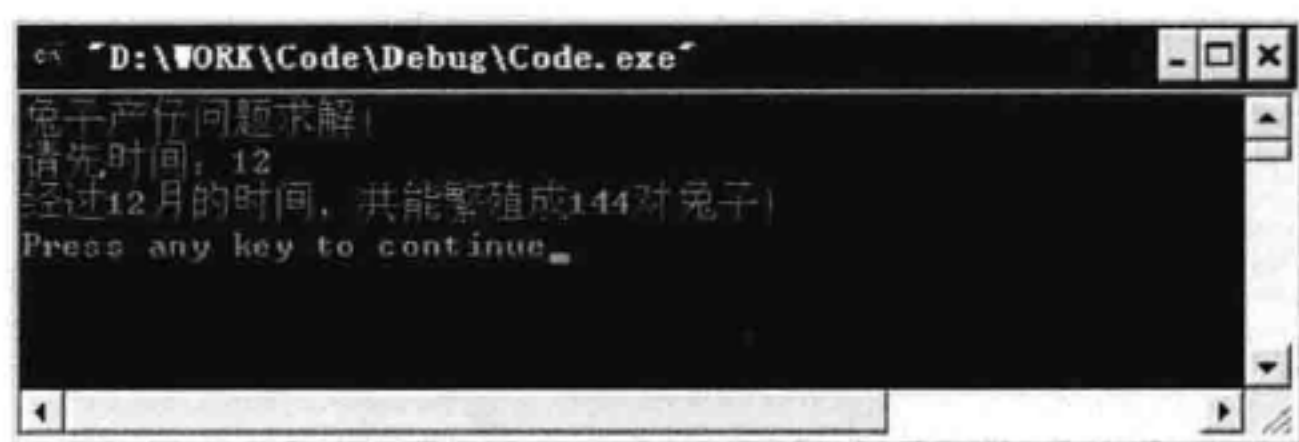 "D:\WORK\Code\Debug\Code.exe"
兔子产仔问题求解!
请先时间: 12
经过12月的时间, 共能繁殖成144对兔子!
Press any key to continue